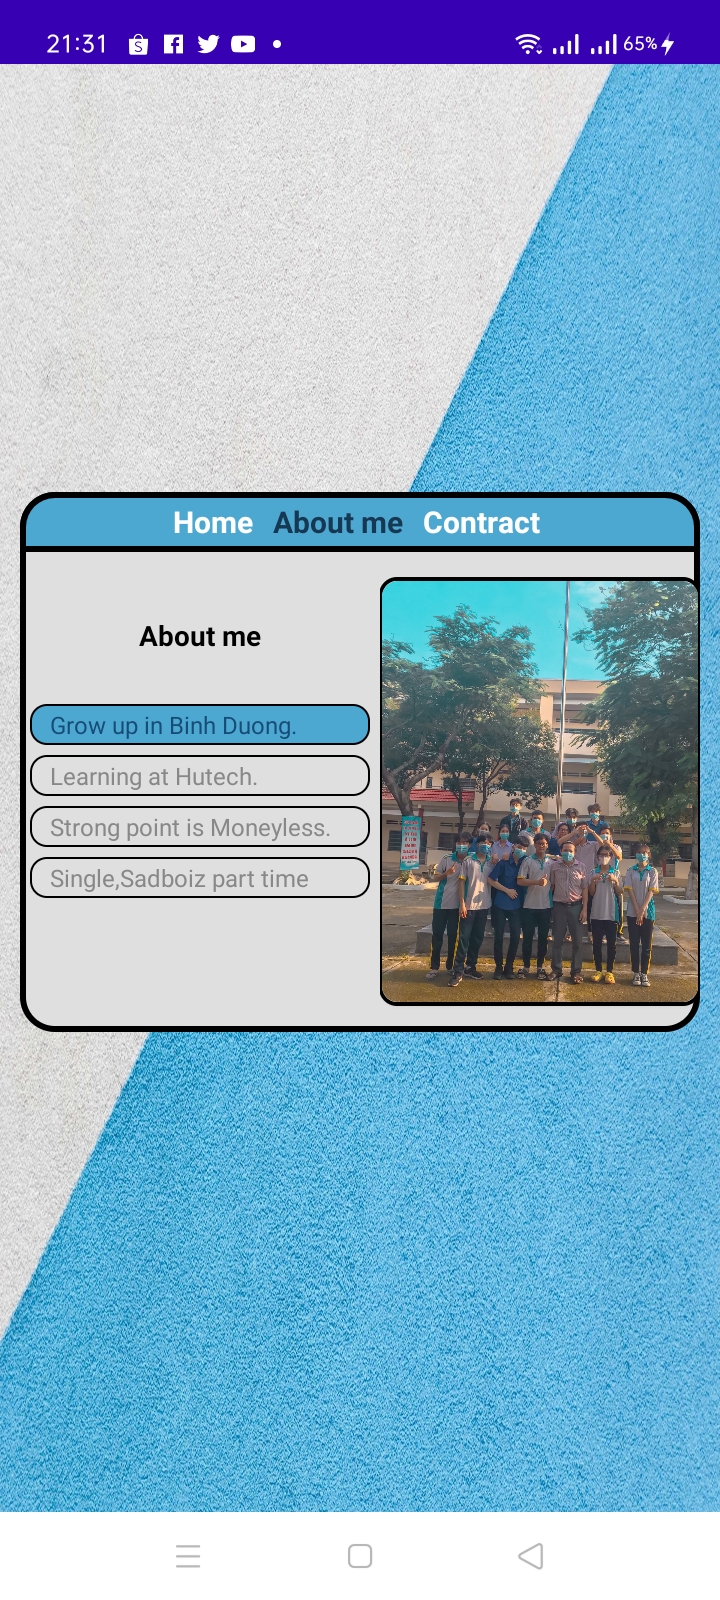 21:31 65%
Home About me Contract
About me
Grow up in Binh Duong.
Learning at Hutech.
Strong point is Moneyless.
Single,Sadboiz part time